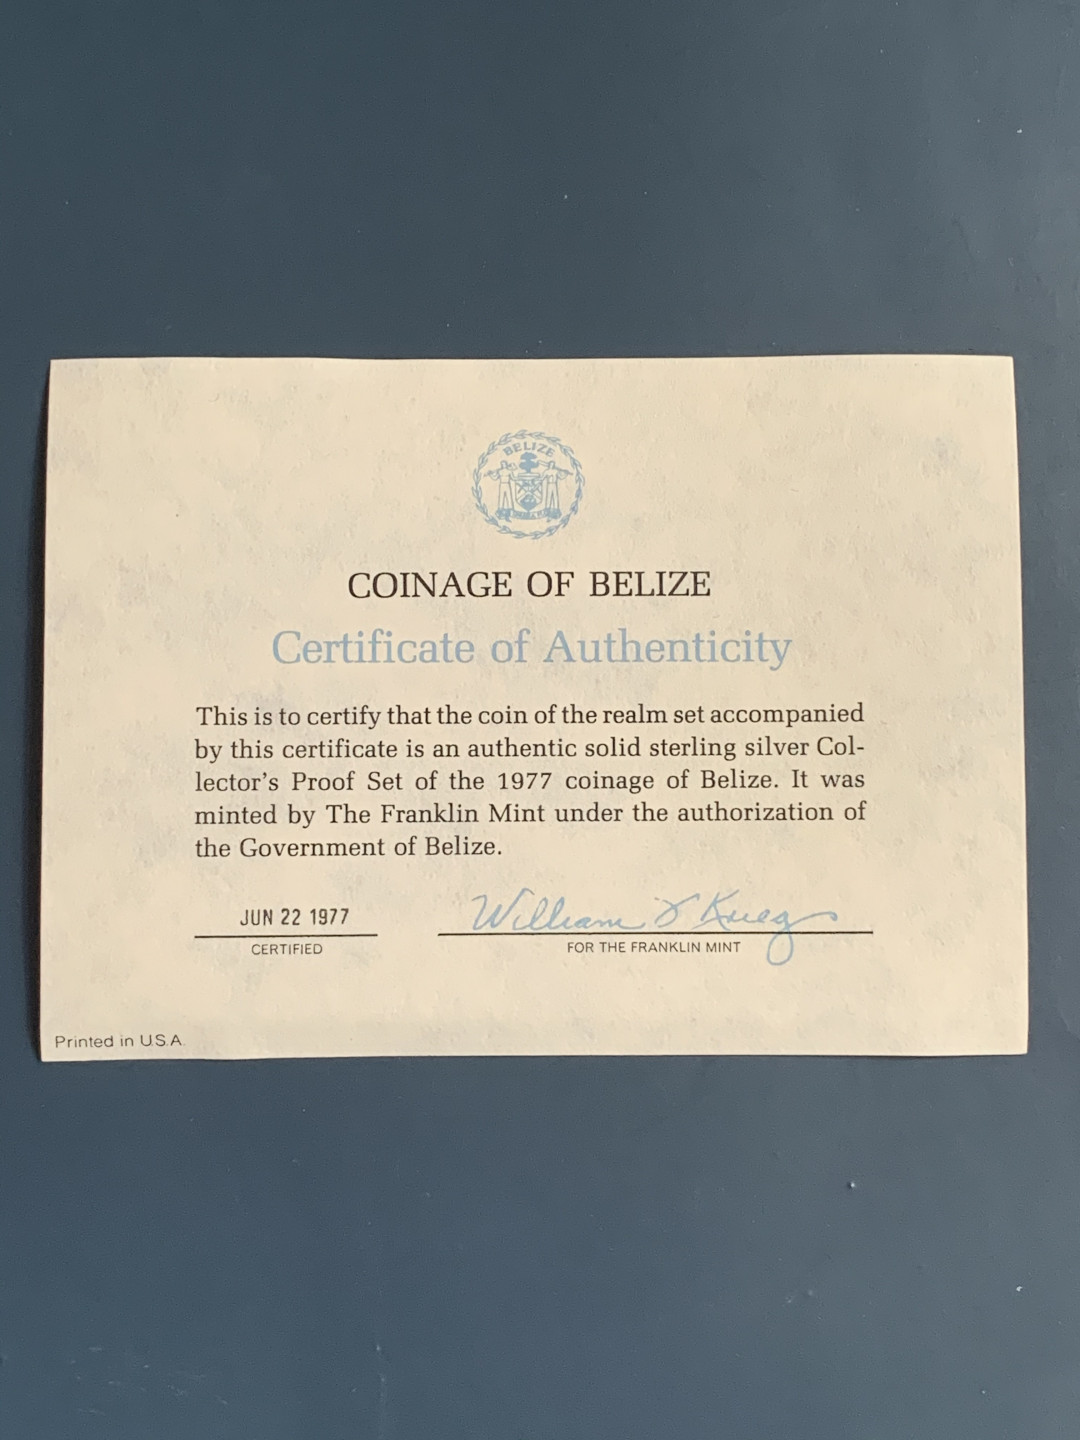 BELIZE
COINAGE OF BELIZE
Certificate of Authenticity
This is to certify that the coin of the realm set accompanied
by this certificate is an authentic solid sterling silver Col-
lector's Proof Set of the 1977 coinage of Belize. It was
minted by The Franklin Mint under the authorization of
the Government of Belize.
JUN 22 1977
William F Krieg
CERTIFIED
FOR THE FRANKLIN MINT
Printed in U.S.A.